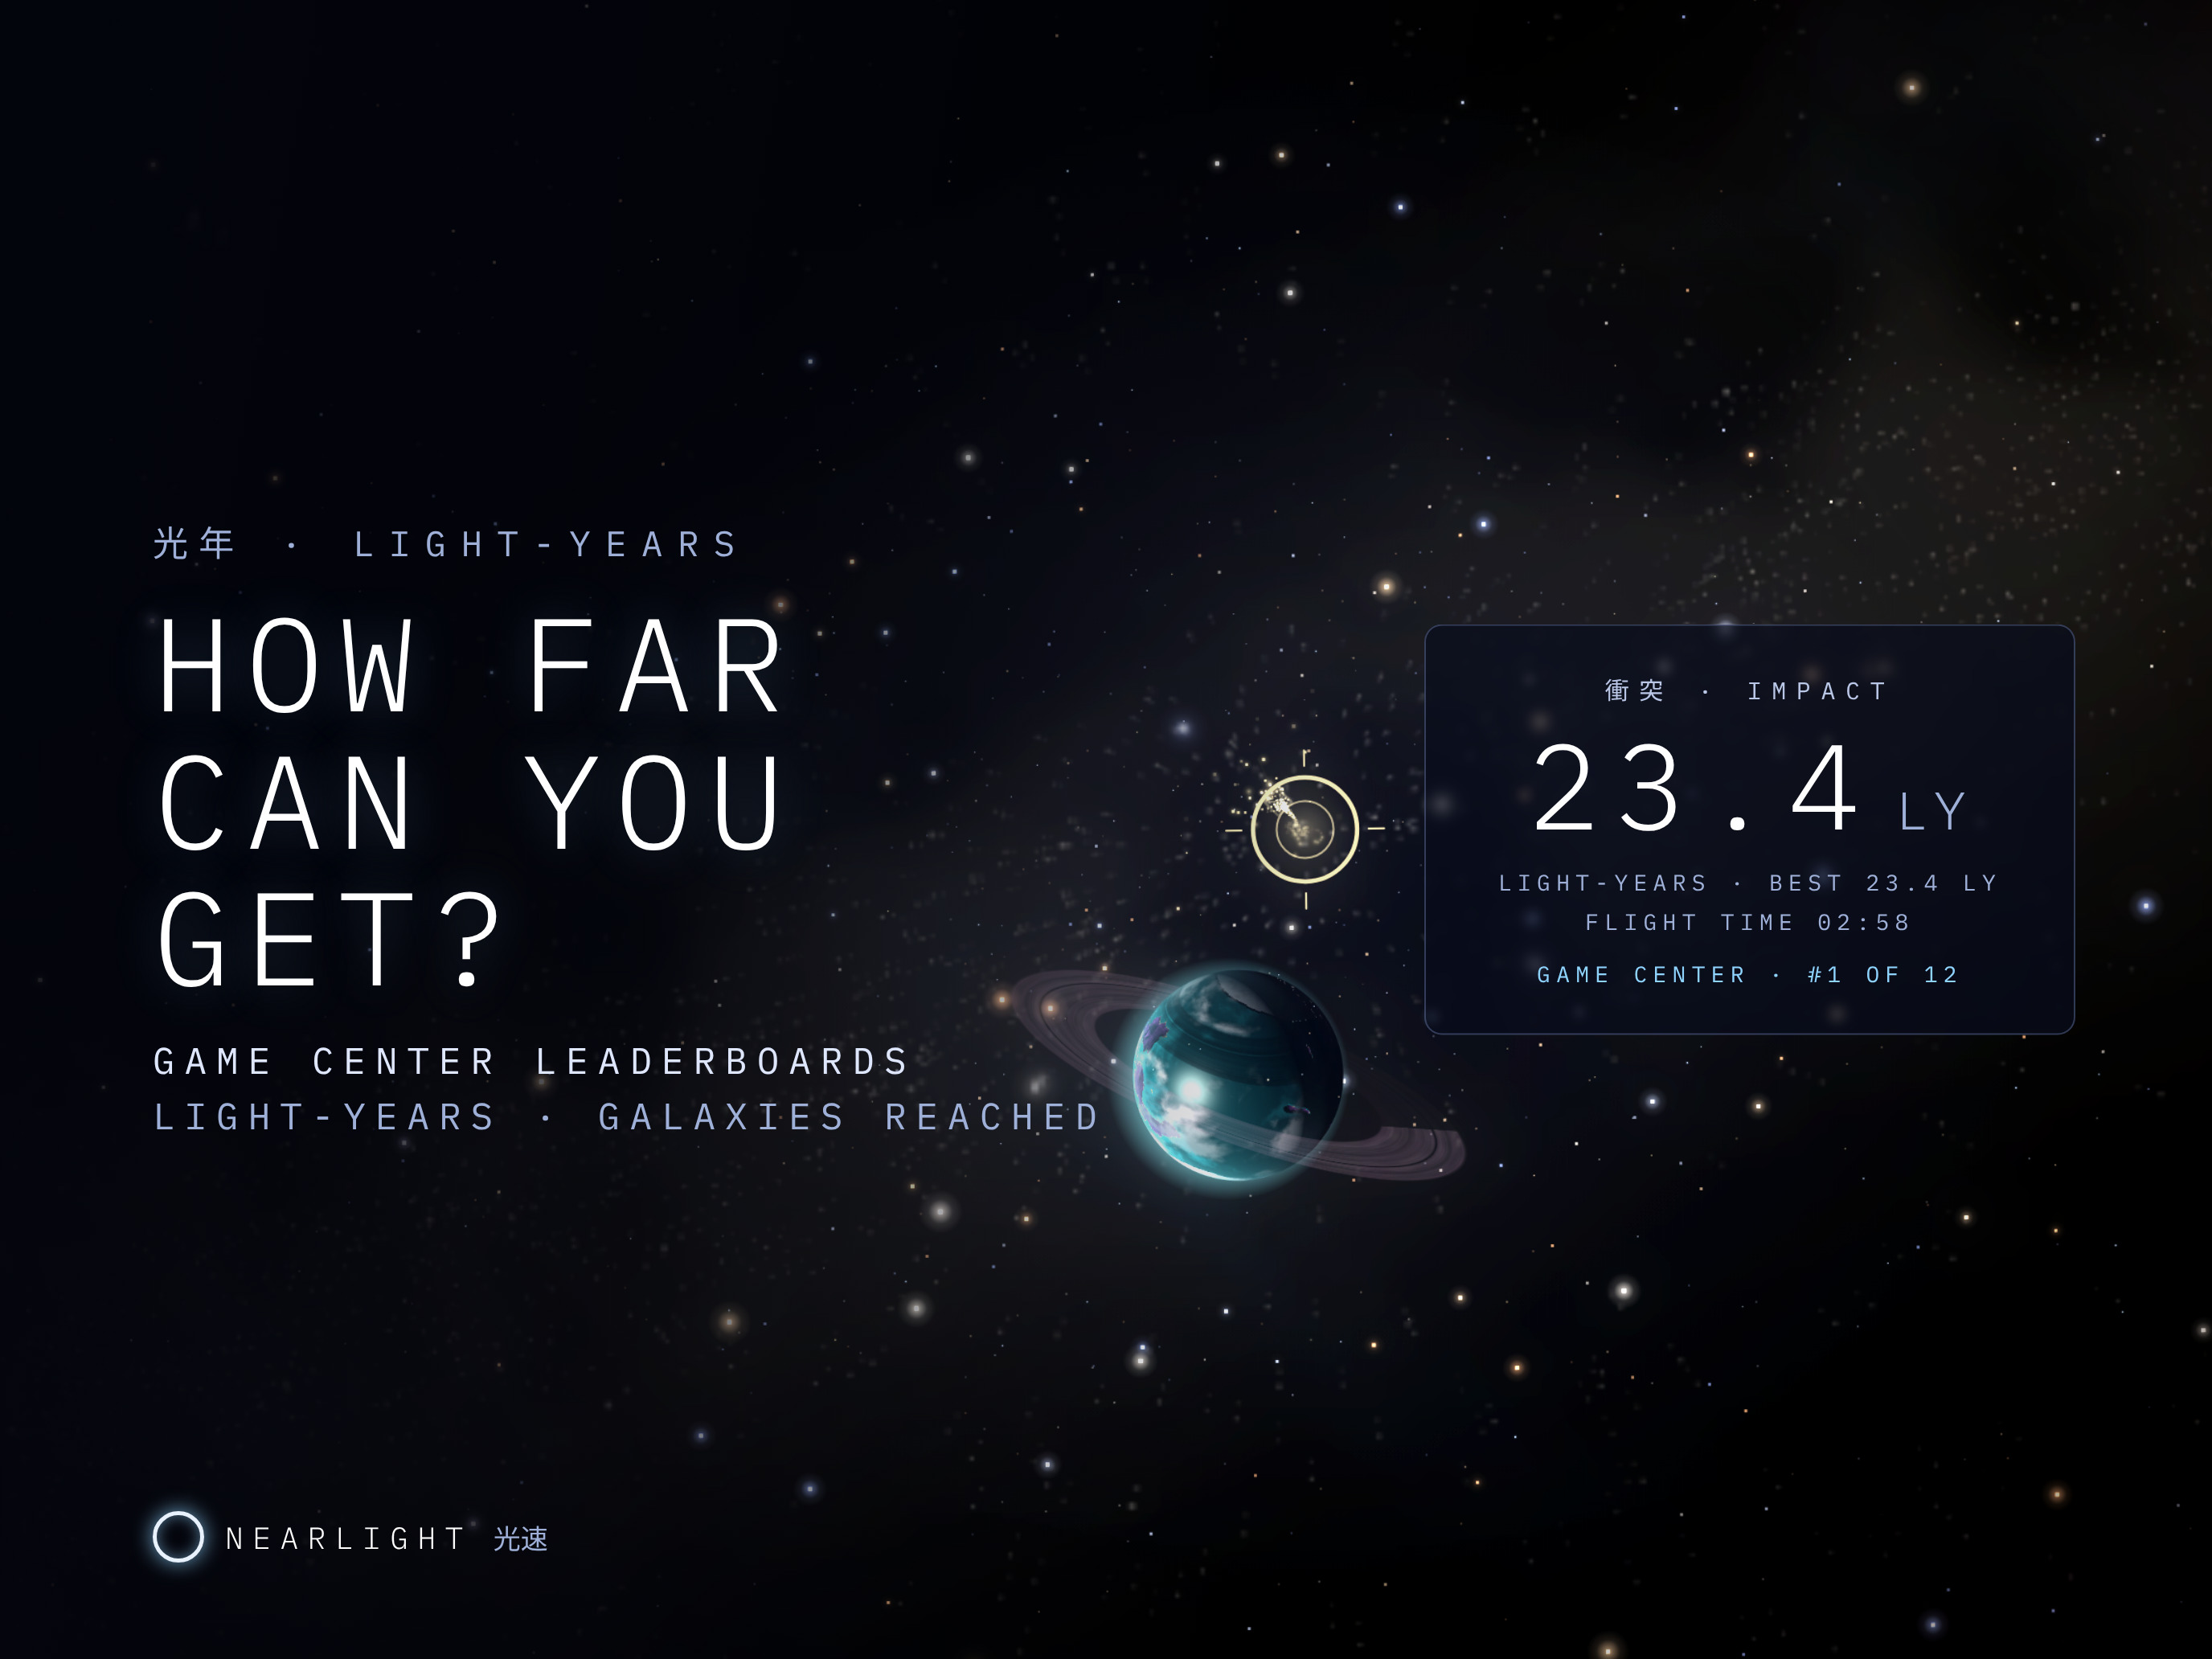 光年 · LIGHT-YEARS
HOW FAR
CAN YOU
GET?
GAME CENTER LEADERBOARDS
LIGHT-YEARS · GALAXIES REACHED
衝突 · IMPACT
23.4 LY
LIGHT-YEARS · BEST 23.4 LY
FLIGHT TIME 02:58
GAME CENTER · #1 OF 12
NEARLIGHT 光速